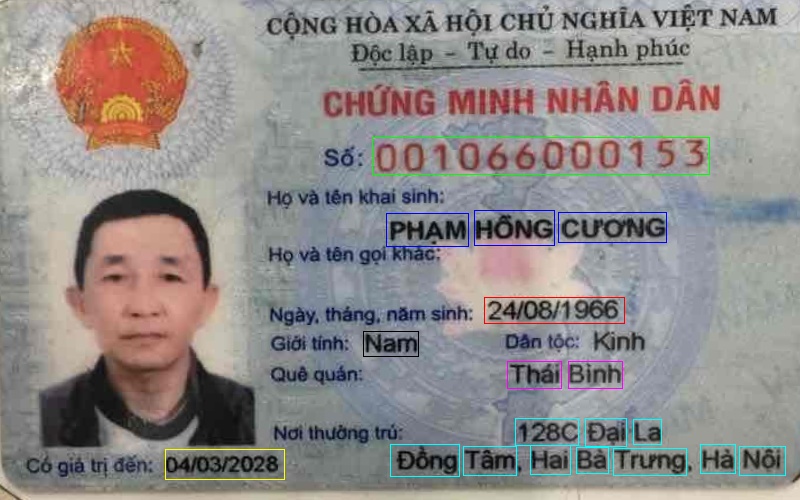 CỘNG HÒA XÃ HỘI CHỦ NGHĨA VIỆT NAM
Độc lập - Tự do - Hạnh phúc
CHỨNG MINH NHÂN DÂN
Số: 001066000153
Họ và tên khai sinh:
PHẠM HỒNG CƯƠNG
Họ và tên gọi khác:
Ngày, tháng, năm sinh: 24/08/1966
Giới tính: Nam Dân tộc: Kinh
Quê quán: Thái Bình
Nơi thường trú: 128C Đại La
Có giá trị đến: 04/03/2028 Đồng Tâm, Hai Bà Trưng, Hà Nội